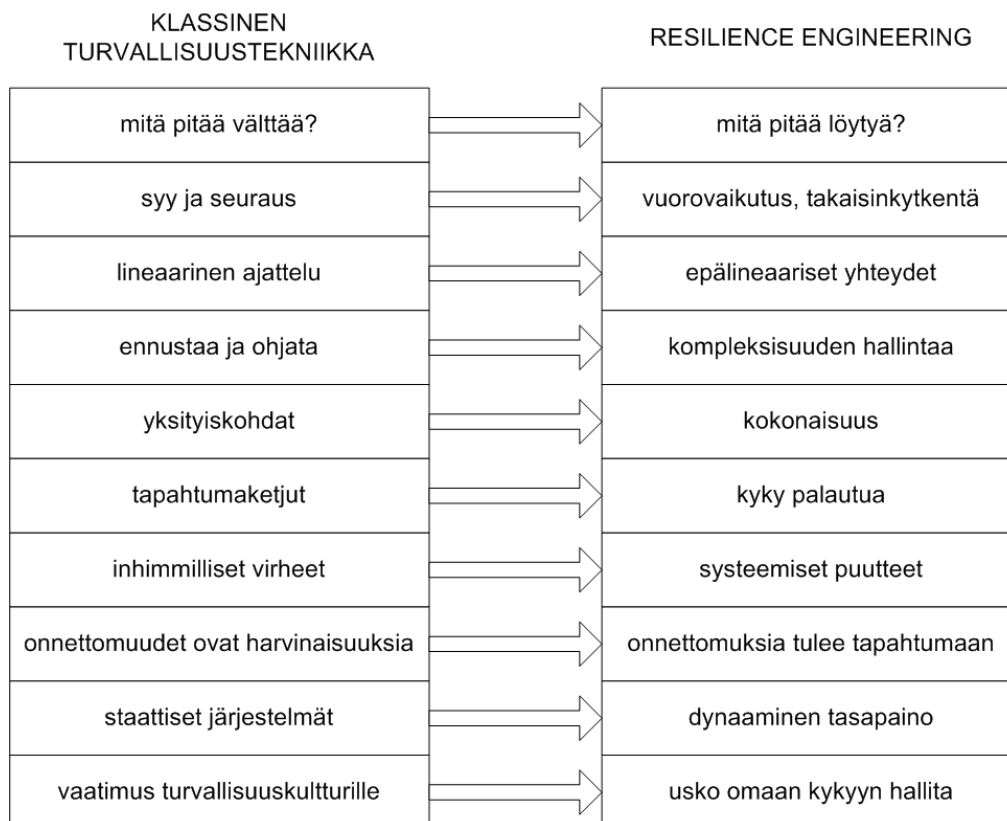 KLASSINEN
TURVALLISUUSTEKNIIKKA
RESILIENCE ENGINEERING
mitä pitää välttää?
mitä pitää löytyä?
syy ja seuraus
vuorovaikutus, takaisinkytkentä
lineaarinen ajattelu
epälineaariset yhteydet
ennustaa ja ohjata
kompleksisuuden hallintaa
yksityiskohdat
kokonaisuus
tapahtumaketjut
kyky palautua
inhimmilliset virheet
systeemiset puutteet
onnettomuudet ovat harvinaisuuksia
onnettomuksia tulee tapahtumaan
staattiset järjestelmät
dynaaminen tasapaino
vaatimus turvallisuuskultturille
usko omaan kykyyn hallita